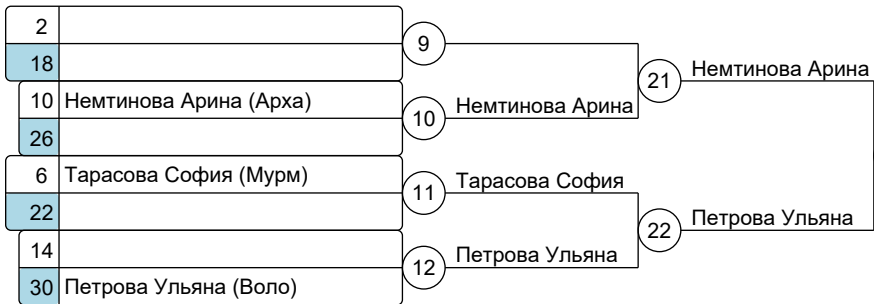 2
9
18
21 Немтинова Арина
10 Немтинова Арина (Арха)
10 Немтинова Арина
26
6 Тарасова София (Мурм)
11 Тарасова София
22
22 Петрова Ульяна
14
12 Петрова Ульяна
30 Петрова Ульяна (Воло)